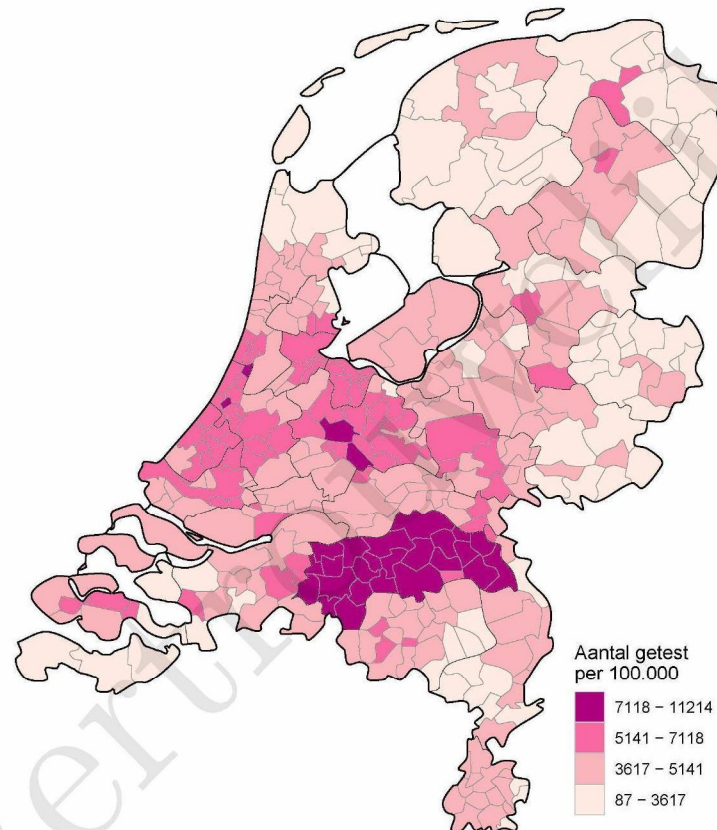 Aantal getest
per 100.000
7118 – 11214
5141 – 7118
3617 – 5141
87 – 3617